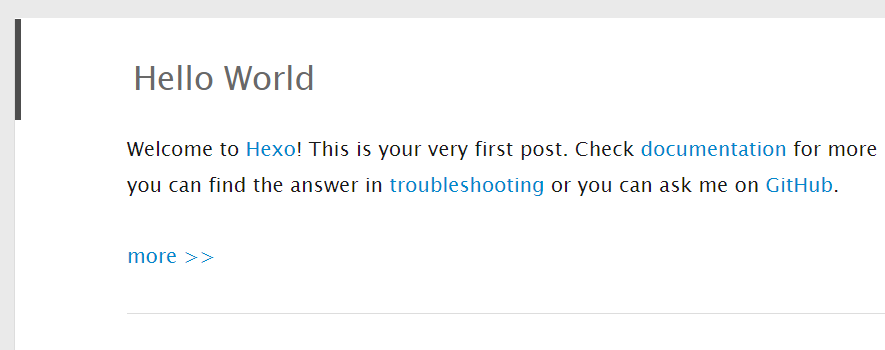 Hello World
Welcome to Hexo! This is your very first post. Check documentation for more
you can find the answer in troubleshooting or you can ask me on GitHub.
more >>